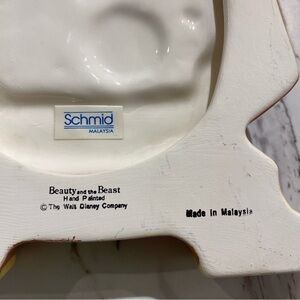 Schmid
MALAYSIA
Beauty and the Beast
Hand Painted
© The Walt Disney Company
Made in Malaysia